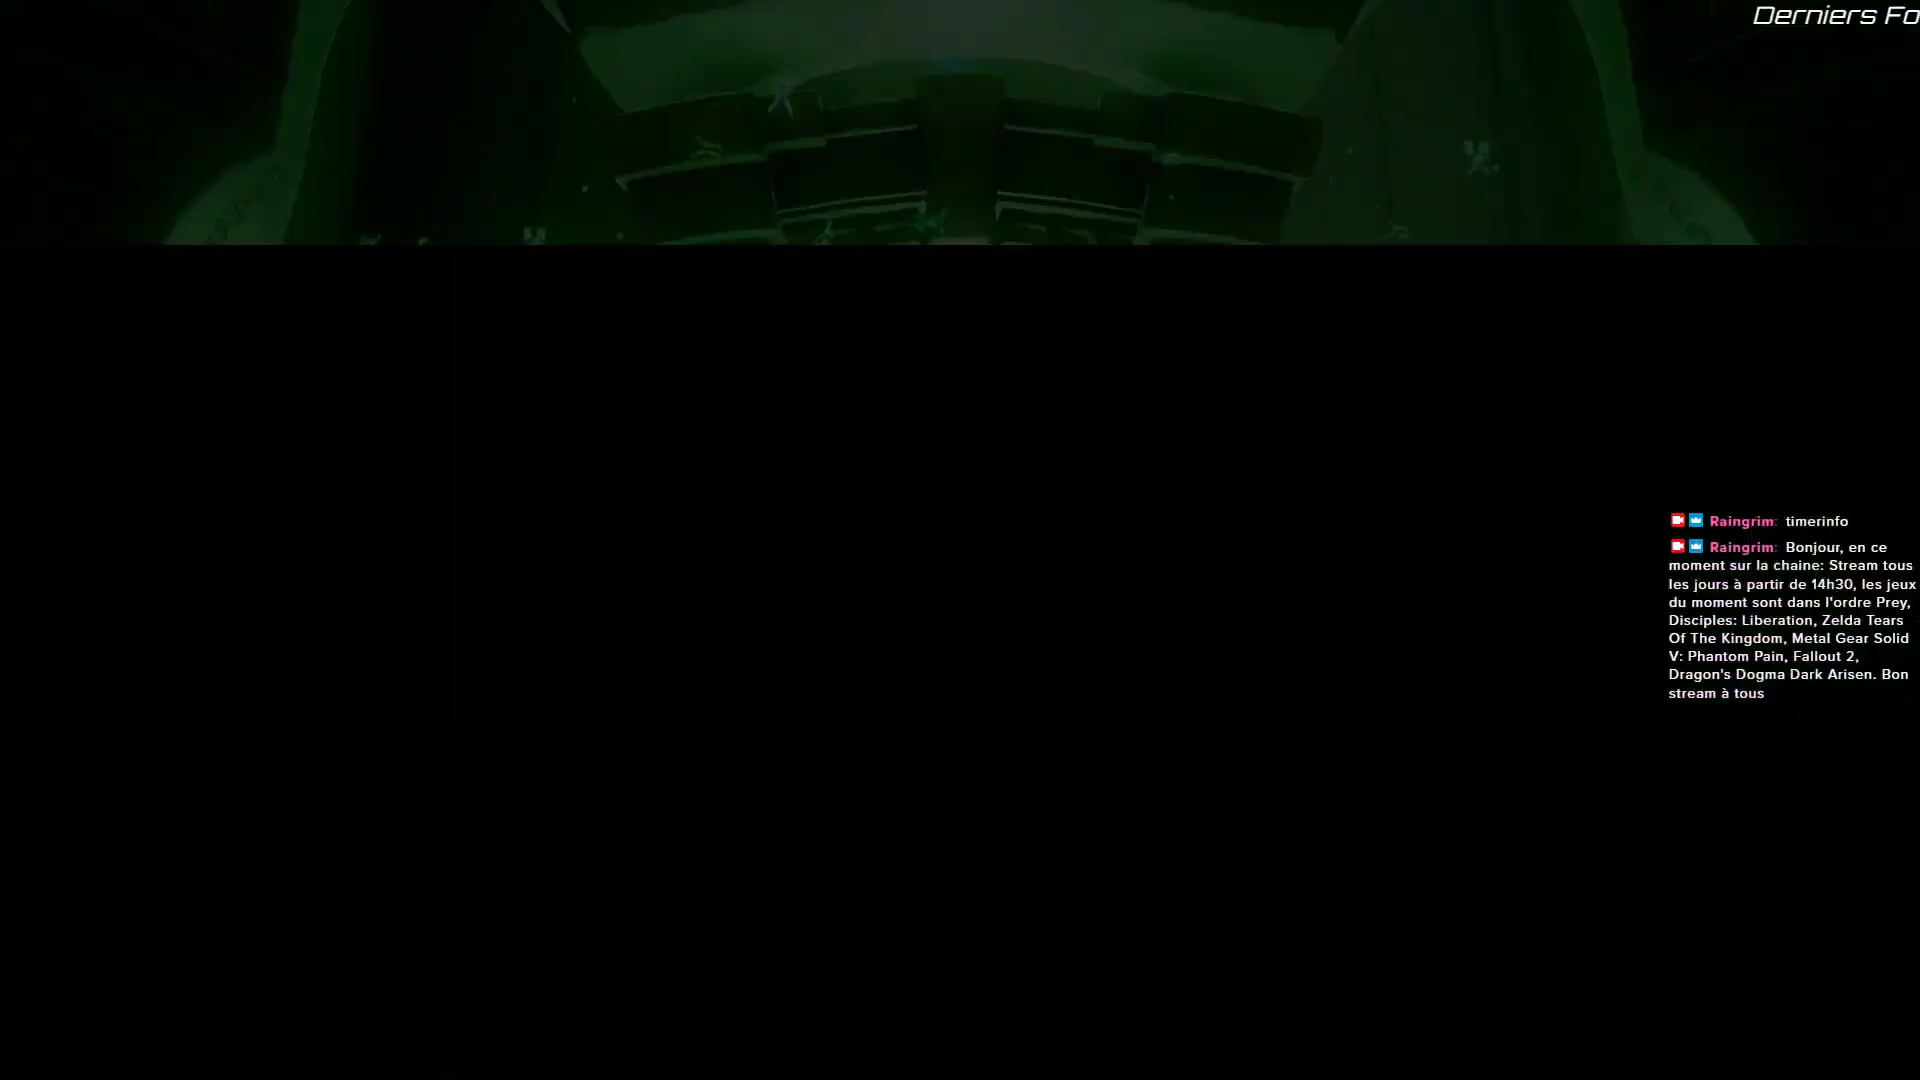 Derniers Fo
Raingrim: timerinfo
Raingrim: Bonjour, en ce
moment sur la chaine: Stream tous
les jours à partir de 14h30, les jeux
du moment sont dans l'ordre Prey,
Disciples: Liberation, Zelda Tears
Of The Kingdom, Metal Gear Solid
V: Phantom Pain, Fallout 2,
Dragon's Dogma Dark Arisen. Bon
stream à tous